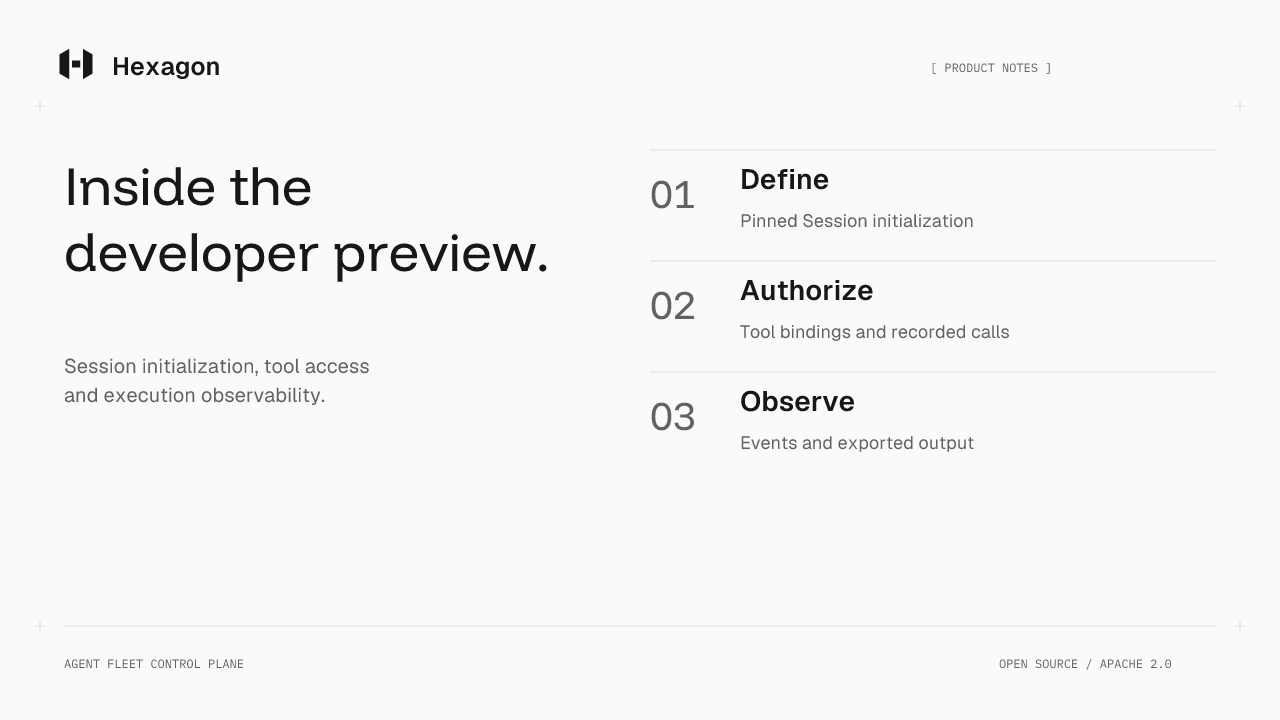 Hexagon
[ PRODUCT NOTES ]
Inside the
developer preview.
Session initialization, tool access
and execution observability.
01
Define
Pinned Session initialization
02
Authorize
Tool bindings and recorded calls
03
Observe
Events and exported output
AGENT FLEET CONTROL PLANE
OPEN SOURCE / APACHE 2.0